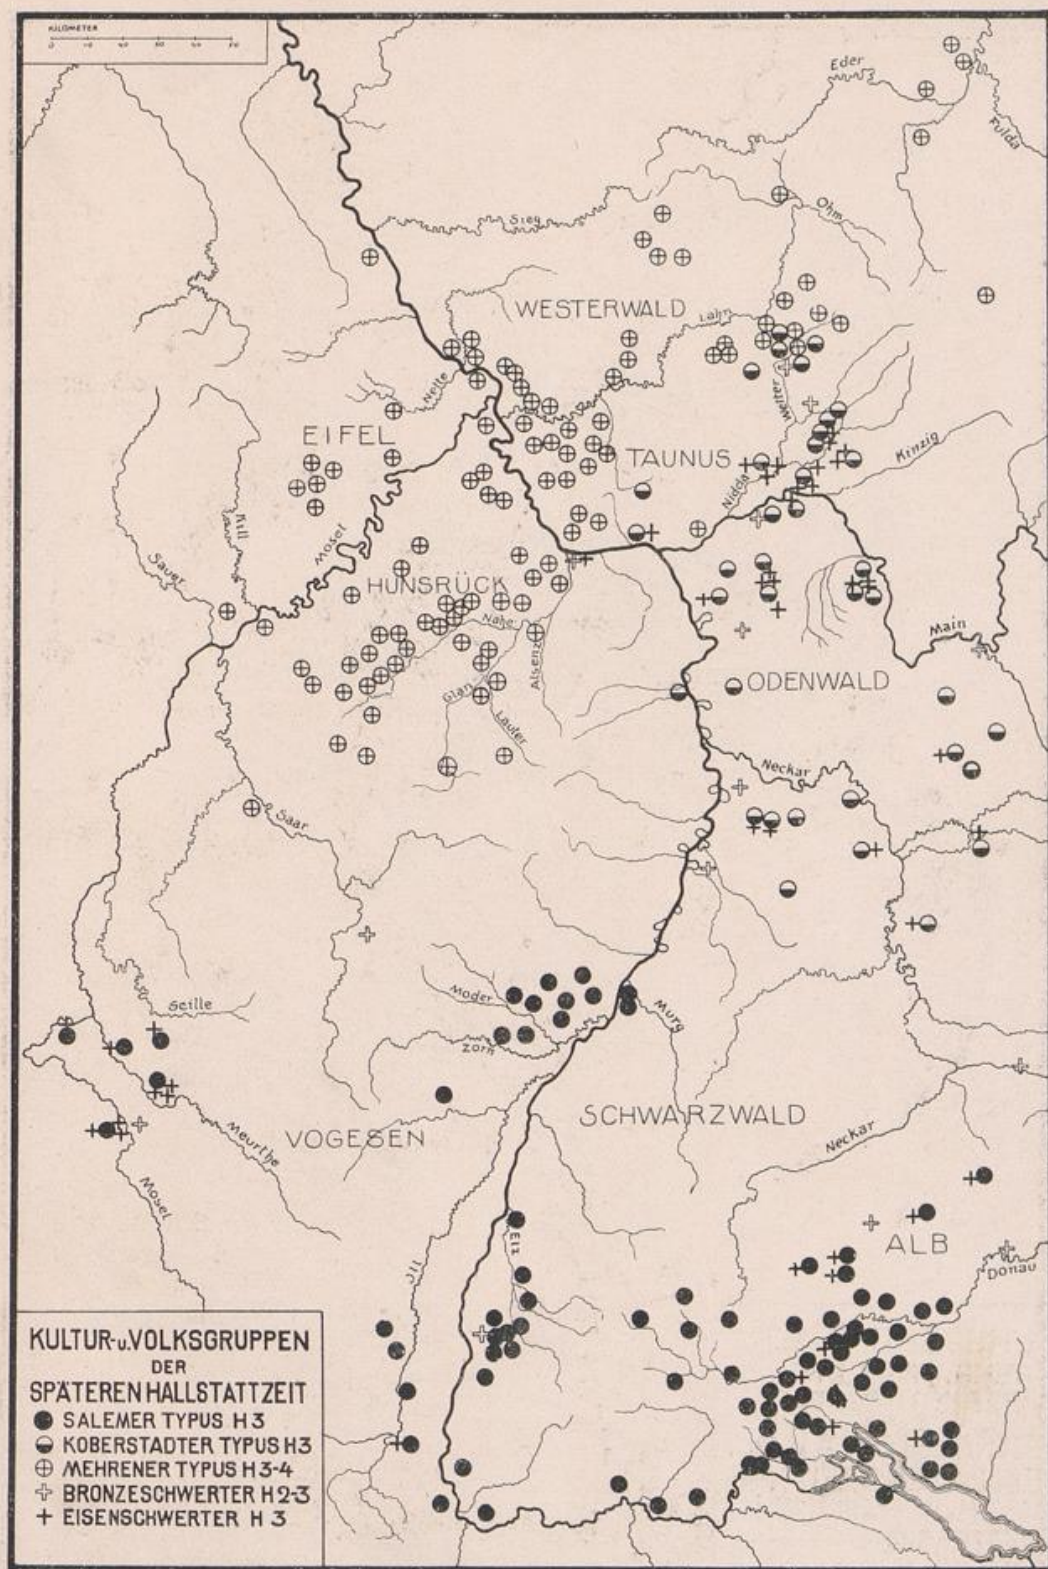 KILOMETER
Eder
Fulda
Ohm
Sieg
WESTERWALD
Lahn
Nette
Wetter
EIFEL
TAUNUS
Kinzig
Nidda
Kill
Mosel
Sauer
HUNSRÜCK
Nahe
Alsenz
Main
Glan
ODENWALD
Lauter
Neckar
Saar
Moder
Seille
Murg
Zorn
SCHWARZWALD
VOGESEN
Meurthe
Neckar
Mosel
Elz
ALB
Ill
Donau
KULTUR-u.VOLKSGRUPPEN
DER
SPÄTEREN HALLSTATTZEIT
SALEMER TYPUS H3
KOBERSTADTER TYPUS H3
MEHRENER TYPUS H3-4
BRONZESCHWERTER H2-3
EISENSCHWERTER H 3